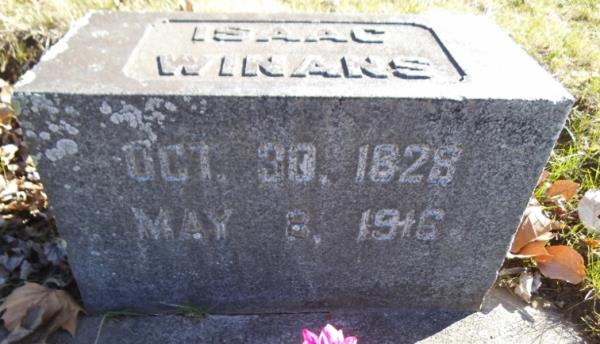 ISAAC
WINANS
OCT. 30, 1828
MAY 8, 1916